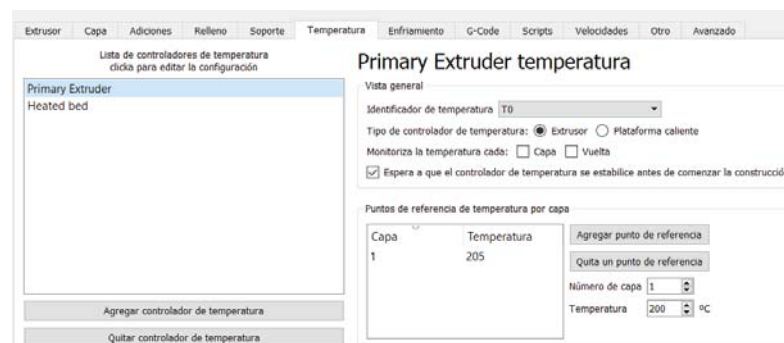 Extrusor Capa Adiciones Relleno Soporte Temperatura Enfriamiento G-Code Scripts Velocidades Otro Avanzado
Lista de controladores de temperatura
clicka para editar la configuración
Primary Extruder
Heated bed
Agregar controlador de temperatura
Quitar controlador de temperatura
Primary Extruder temperatura
Vista general
Identificador de temperatura T0
Tipo de controlador de temperatura: Extrusor Plataforma caliente
Monitoriza la temperatura cada: Capa Vuelta
Espera a que el controlador de temperatura se estabilice antes de comenzar la construcció
Puntos de referencia de temperatura por capa
Capa Temperatura
1 205
Agregar punto de referencia
Quita un punto de referencia
Número de capa 1
Temperatura 200 ºC